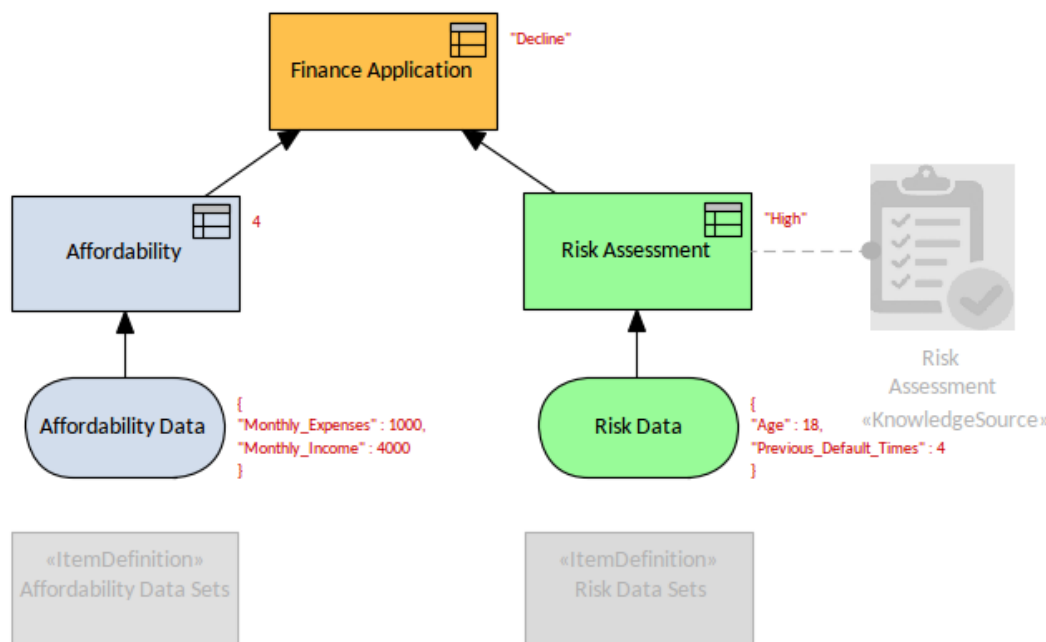 Finance Application
"Decline"
Affordability
4
Risk Assessment
"High"
Risk
Assessment
«KnowledgeSource»
Affordability Data
{
"Monthly_Expenses" : 1000,
"Monthly_Income" : 4000
}
Risk Data
{
"Age" : 18,
"Previous_Default_Times" : 4
}
«ItemDefinition»
Affordability Data Sets
«ItemDefinition»
Risk Data Sets